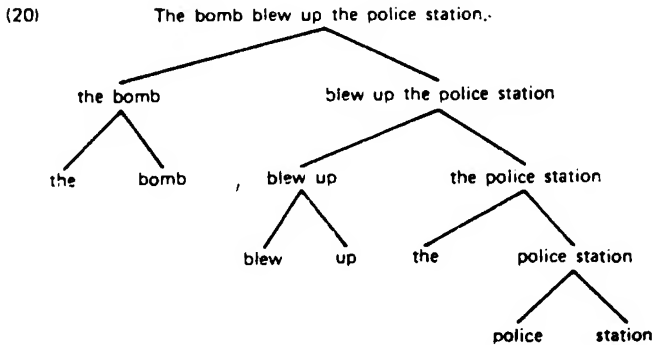 (20) The bomb blew up the police station.
the bomb blew up the police station
the bomb , blew up the police station
blew up the police station
police station